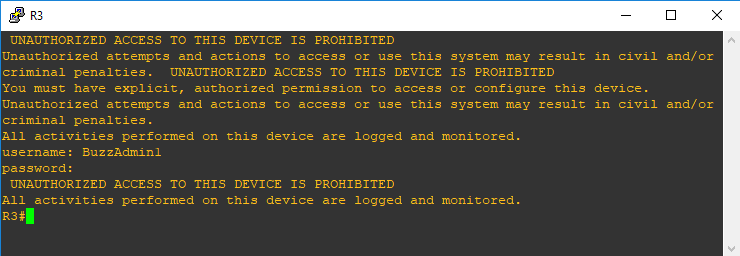 R3
UNAUTHORIZED ACCESS TO THIS DEVICE IS PROHIBITED
Unauthorized attempts and actions to access or use this system may result in civil and/or
criminal penalties.  UNAUTHORIZED ACCESS TO THIS DEVICE IS PROHIBITED
You must have explicit, authorized permission to access or configure this device.
Unauthorized attempts and actions to access or use this system may result in civil and/or
criminal penalties.
All activities performed on this device are logged and monitored.
username: BuzzAdmin1
password:
UNAUTHORIZED ACCESS TO THIS DEVICE IS PROHIBITED
All activities performed on this device are logged and monitored.
R3#